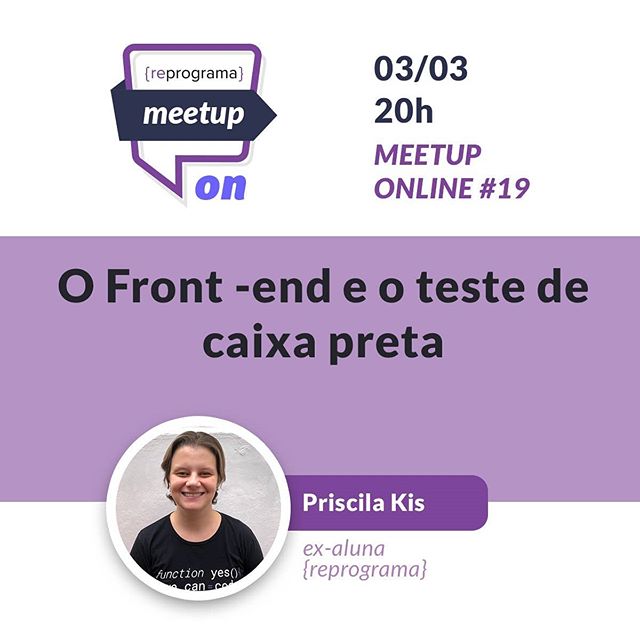 {reprograma}
meetup
on
03/03
20h
MEETUP
ONLINE #19
O Front -end e o teste de
caixa preta
Priscila Kis
ex-aluna
{reprograma}
function yes(){
can